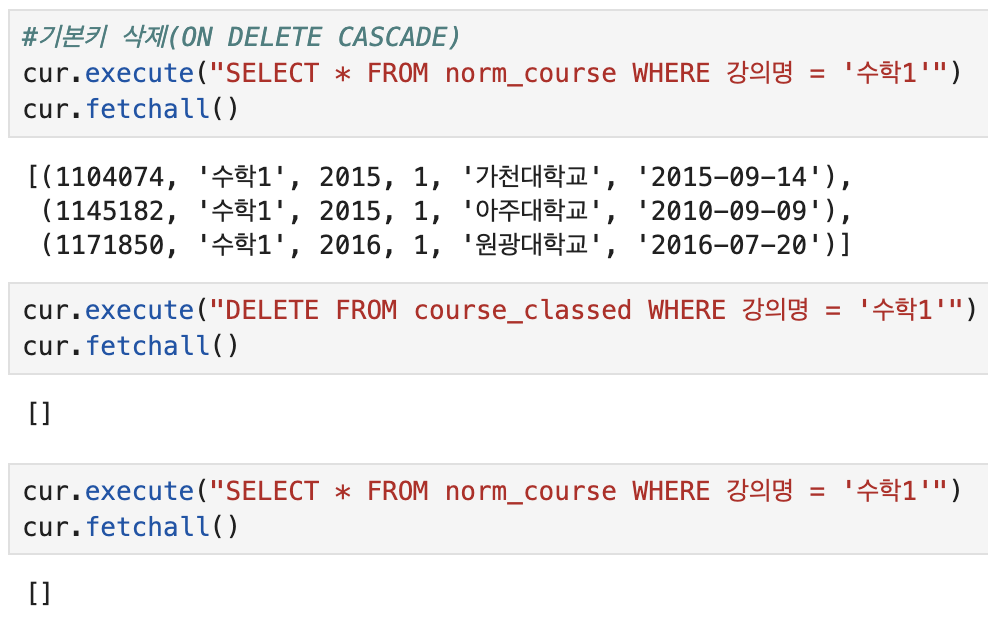 #기본키 삭제(ON DELETE CASCADE)
cur.execute("SELECT * FROM norm_course WHERE 강의명 = '수학1'")
cur.fetchall()
[(1104074, '수학1', 2015, 1, '가천대학교', '2015-09-14'),
(1145182, '수학1', 2015, 1, '아주대학교', '2010-09-09'),
(1171850, '수학1', 2016, 1, '원광대학교', '2016-07-20')]
cur.execute("DELETE FROM course_classed WHERE 강의명 = '수학1'")
cur.fetchall()
[]
cur.execute("SELECT * FROM norm_course WHERE 강의명 = '수학1'")
cur.fetchall()
[]